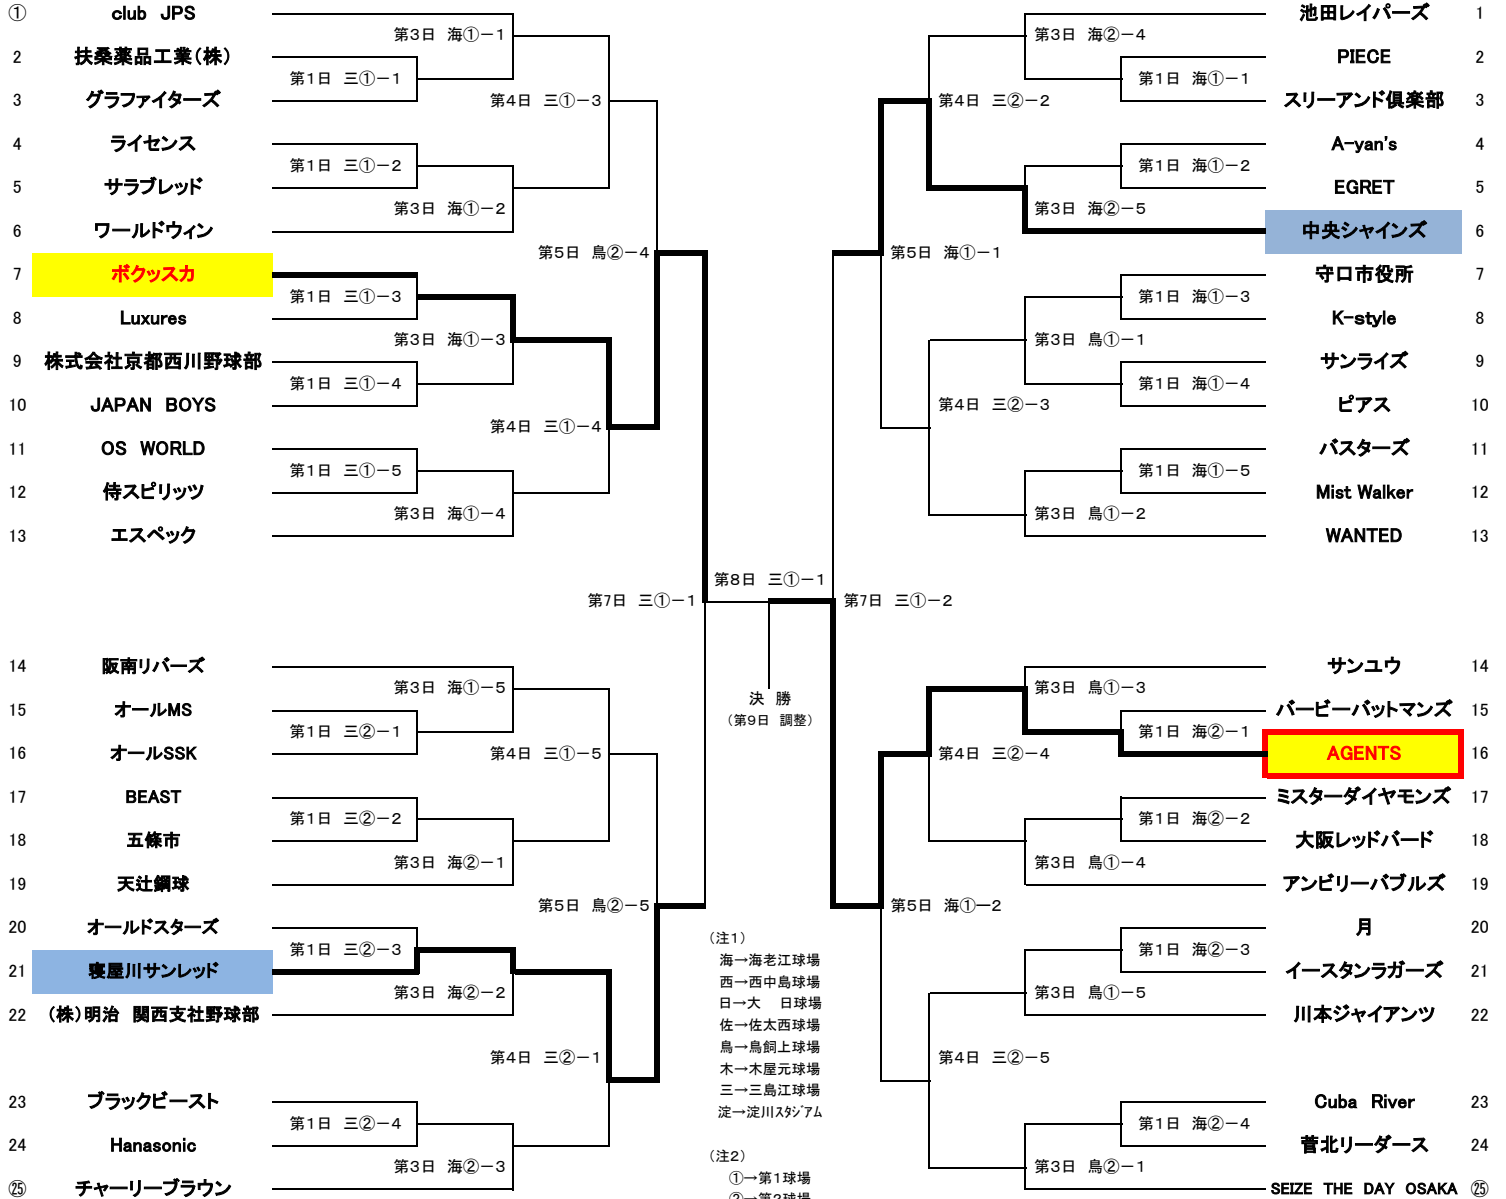 ① club JPS
第3日 海①－1
2 扶桑薬品工業(株)
第1日 三①－1
3 グラファイターズ
第4日 三①－3
4 ライセンス
第1日 三①－2
5 サラブレッド
第3日 海①－2
6 ワールドウィン
第5日 鳥②－4
7 ボクッスカ
第1日 三①－3
8 Luxures
第3日 海①－3
9 株式会社京都西川野球部
第1日 三①－4
10 JAPAN BOYS
第4日 三①－4
11 OS WORLD
第1日 三①－5
12 侍スピリッツ
第3日 海①－4
13 エスペック
第7日 三①－1
14 阪南リバーズ
第3日 海①－5
15 オールMS
第1日 三②－1
16 オールSSK
第4日 三①－5
17 BEAST
第1日 三②－2
18 五條市
第3日 海②－1
19 天辻鋼球
第5日 鳥②－5
20 オールドスターズ
第1日 三②－3
21 寝屋川サンレッド
第3日 海②－2
22 (株)明治 関西支社野球部
第4日 三②－1
23 ブラックビースト
第1日 三②－4
24 Hanasonic
第3日 海②－3
㉕ チャーリーブラウン
第8日 三①－1
決 勝
(第9日 調整)
(注1)
海→海老江球場
西→西中島球場
日→大 日球場
佐→佐太西球場
鳥→鳥飼上球場
木→木屋元球場
三→三島江球場
淀→淀川ｽﾀｼﾞｱﾑ
(注2)
①→第1球場
②→第2球場
池田レイパーズ 1
第3日 海②－4
PIECE 2
第1日 海①－1
スリーアンド倶楽部 3
第4日 三②－2
A-yan's 4
第1日 海①－2
EGRET 5
第3日 海②－5
中央シャインズ 6
第5日 海①－1
守口市役所 7
第1日 海①－3
K-style 8
第3日 鳥①－1
サンライズ 9
第1日 海①－4
ピアス 10
第4日 三②－3
バスターズ 11
第1日 海①－5
Mist Walker 12
第3日 鳥①－2
WANTED 13
第7日 三①－2
サンユウ 14
第3日 鳥①－3
バービーバットマンズ 15
第1日 海②－1
AGENTS 16
第4日 三②－4
ミスターダイヤモンズ 17
第1日 海②－2
大阪レッドバード 18
第3日 鳥①－4
アンビリーバブルズ 19
第5日 海①－2
月 20
第1日 海②－3
イースタンラガーズ 21
第3日 鳥①－5
川本ジャイアンツ 22
第4日 三②－5
Cuba River 23
第1日 海②－4
菅北リーダース 24
第3日 鳥②－1
SEIZE THE DAY OSAKA ㉕